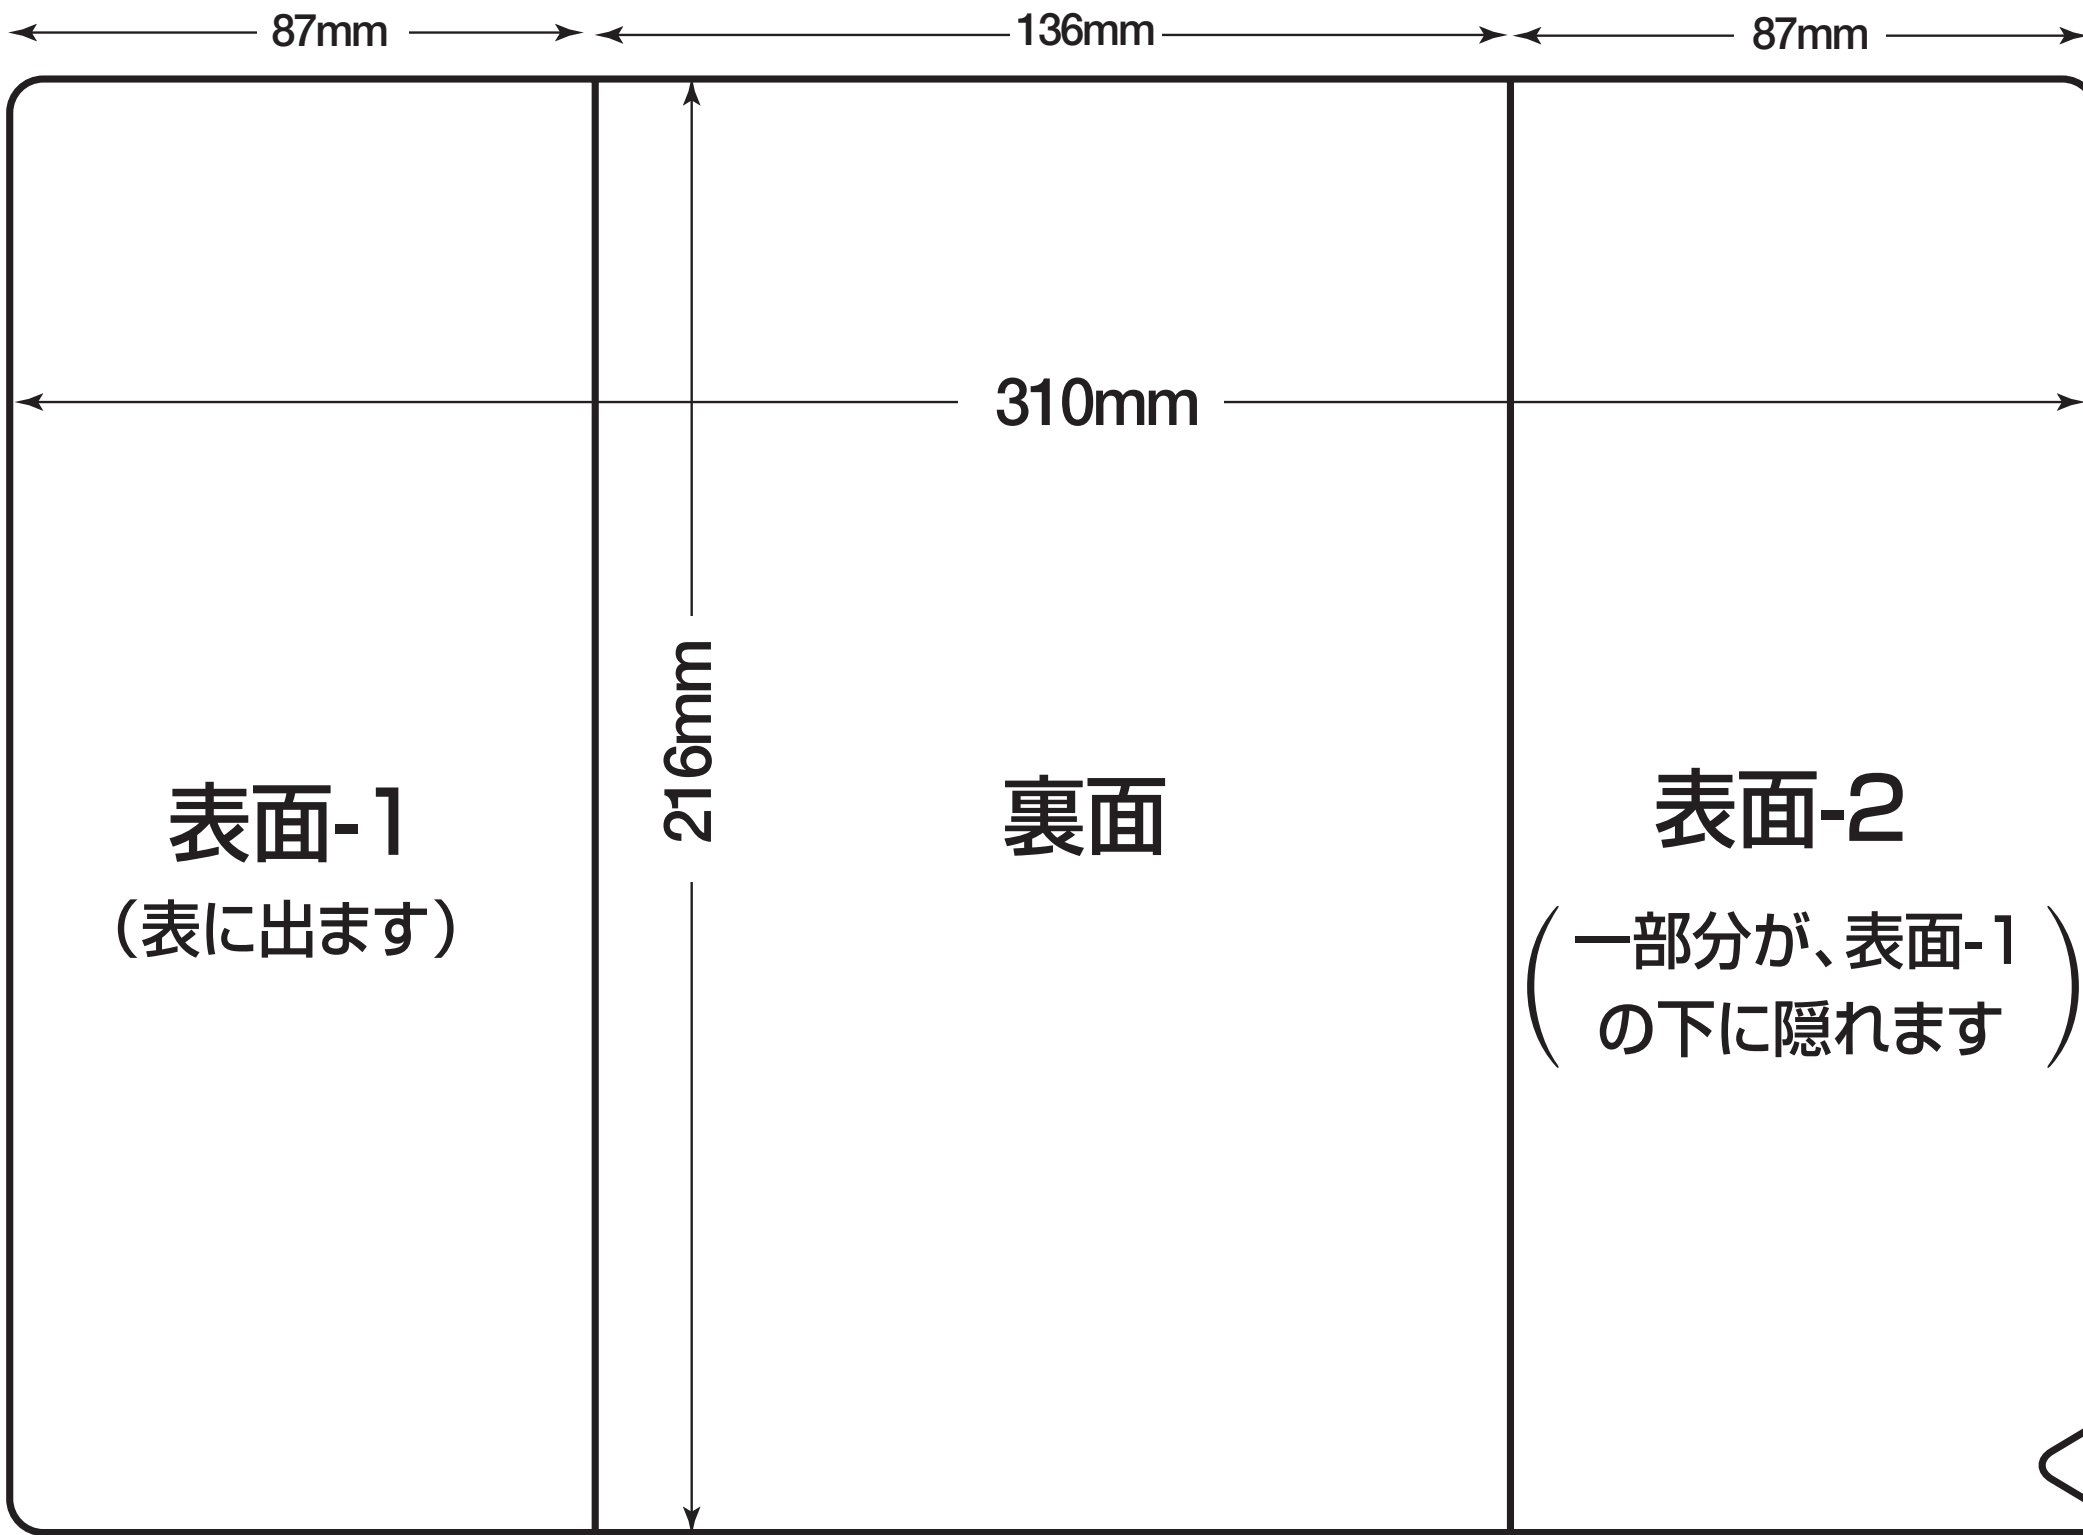 87mm
136mm
87mm
310mm
216mm
表面-1
（表に出ます）
裏面
表面-2
（一部分が、表面-1
の下に隠れます）